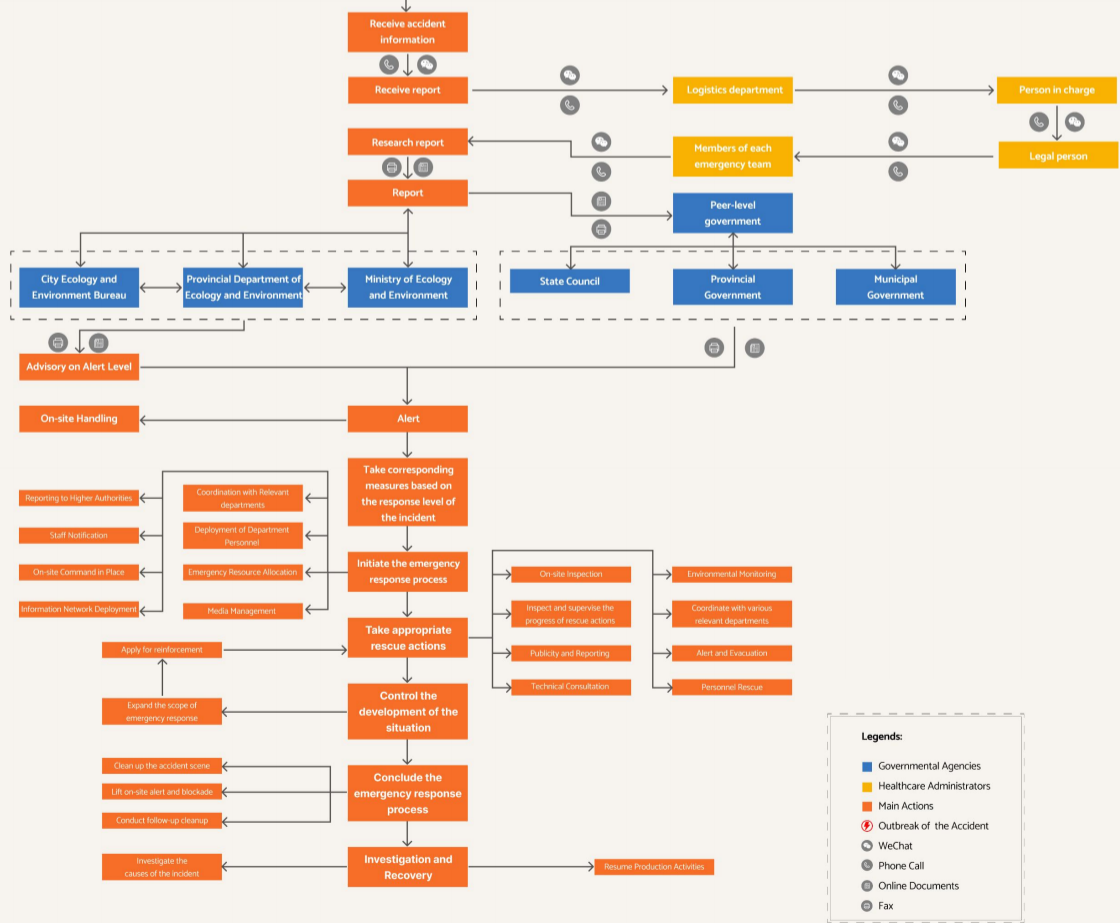 Receive accident
information
Receive report
Logistics department
Person in charge
Research report
Members of each
emergency team
Legal person
Report
Peer-level
government
City Ecology and
Environment Bureau
Provincial Department of
Ecology and Environment
Ministry of Ecology
and Environment
State Council
Provincial
Government
Municipal
Government
Advisory on Alert Level
On-site Handling
Alert
Take corresponding
measures based on
the response level of
the incident
Reporting to Higher Authorities
Coordination with Relevant
departments
Staff Notification
Deployment of Department
Personnel
On-site Command in Place
Emergency Resource Allocation
Initiate the emergency
response process
Information Network Deployment
Media Management
On-site Inspection
Environmental Monitoring
Inspect and supervise the
progress of rescue actions
Coordinate with various
relevant departments
Take appropriate
rescue actions
Apply for reinforcement
Publicity and Reporting
Alert and Evacuation
Technical Consultation
Personnel Rescue
Expand the scope of
emergency response
Control the
development of the
situation
Clean up the accident scene
Lift on-site alert and blockade
Conduct follow-up cleanup
Conclude the
emergency response
process
Investigate the
causes of the incident
Investigation and
Recovery
Resume Production Activities
Legends:
Governmental Agencies
Healthcare Administrators
Main Actions
Outbreak of the Accident
WeChat
Phone Call
Online Documents
Fax